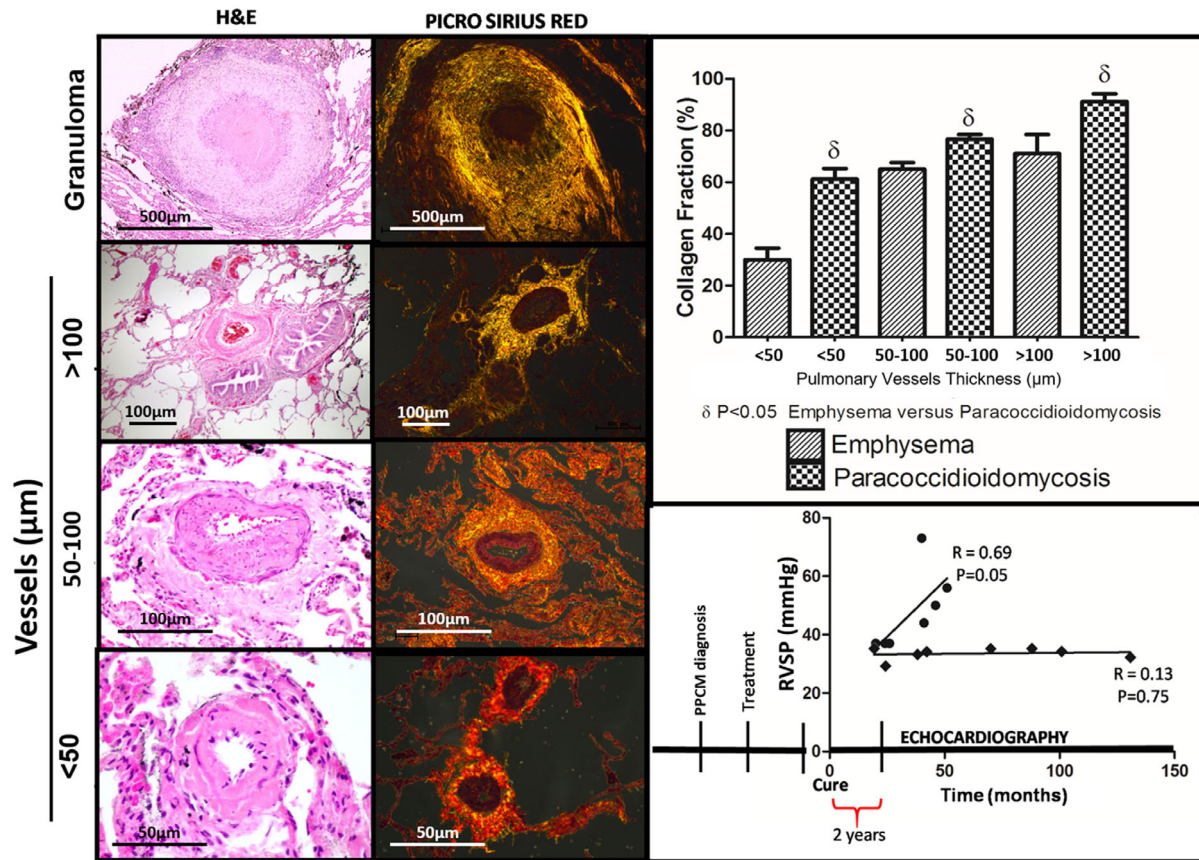 H&E
PICRO SIRIUS RED
Granuloma
500µm
500µm
Vessels (µm)
>100
100µm
100µm
50-100
100µm
100µm
<50
50µm
50µm
Collagen Fraction (%)
100
80
60
40
20
0
δ
δ
δ
<50
<50
50-100
50-100
>100
>100
Pulmonary Vessels Thickness (µm)
δ P<0.05 Emphysema versus Paracoccidioidomycosis
Emphysema
Paracoccidioidomycosis
RVSP (mmHg)
80
60
40
20
0
R = 0.69
P=0.05
R = 0.13
P=0.75
PPCM diagnosis
Treatment
ECHOCARDIOGRAPHY
0
50
100
150
Cure
Time (months)
2 years